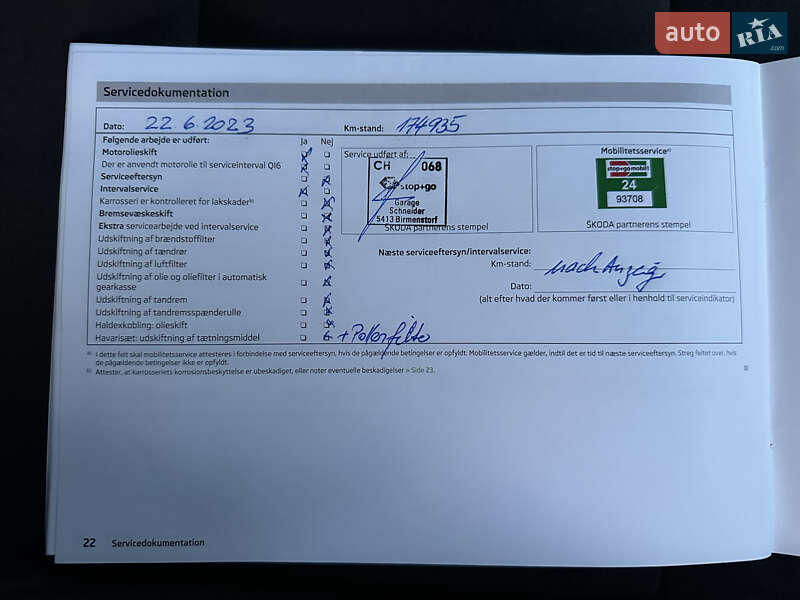 auto RIA.com
Servicedokumentation
Dato: 22.6.2023 Km-stand: 174935
Følgende arbejde er udført: Ja Nej
Motorolieskift
Der er anvendt motorolie til serviceinterval QI6
Serviceeftersyn
Intervalservice
Karrosseri er kontrolleret for lakskader b)
Bremsevæskeskift
Ekstra servicearbejde ved intervalservice
Udskiftning af brændstoffilter
Udskiftning af tændrør
Udskiftning af luftfilter
Udskiftning af olie og oliefilter i automatisk
gearkasse
Udskiftning af tandrem
Udskiftning af tandremsspænderulle
Haldexkobling: olieskift
Havarisæt: udskiftning af tætningsmiddel
+ Pollenfilter
Service udført af:
CH 068
stop+go
Garage
Schneider
5413 Birmenstorf
ŠKODA partnerens stempel
Mobilitetsservice a)
stop+go mobil
24
93708
ŠKODA partnerens stempel
Næste serviceeftersyn/intervalservice:
Km-stand: nach Anzeige
Dato:
(alt efter hvad der kommer først eller i henhold til serviceindikator)
a) I dette felt skal mobilitetsservice attesteres i forbindelse med serviceeftersyn, hvis de pågældende betingelser er opfyldt. Mobilitetsservice gælder, indtil det er tid til næste serviceeftersyn. Streg feltet over, hvis
de pågældende betingelser ikke er opfyldt.
b) Attester, at karrosseriets korrosionsbeskyttelse er ubeskadiget, eller noter eventuelle beskadigelser » Side 23.
22 Servicedokumentation